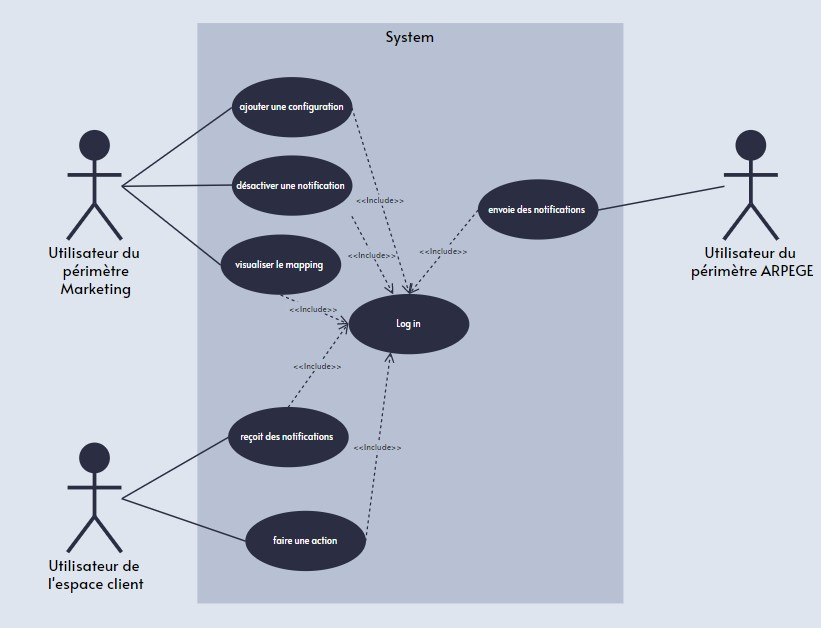 System
ajouter une configuration
désactiver une notification
<<Include>>
envoie des notifications
Utilisateur du
périmètre
Marketing
Utilisateur du
périmètre ARPEGE
<<Include>>
<<Include>>
visualiser le mapping
<<Include>>
Log in
<<Include>>
reçoit des notifications
<<Include>>
faire une action
Utilisateur de
l'espace client